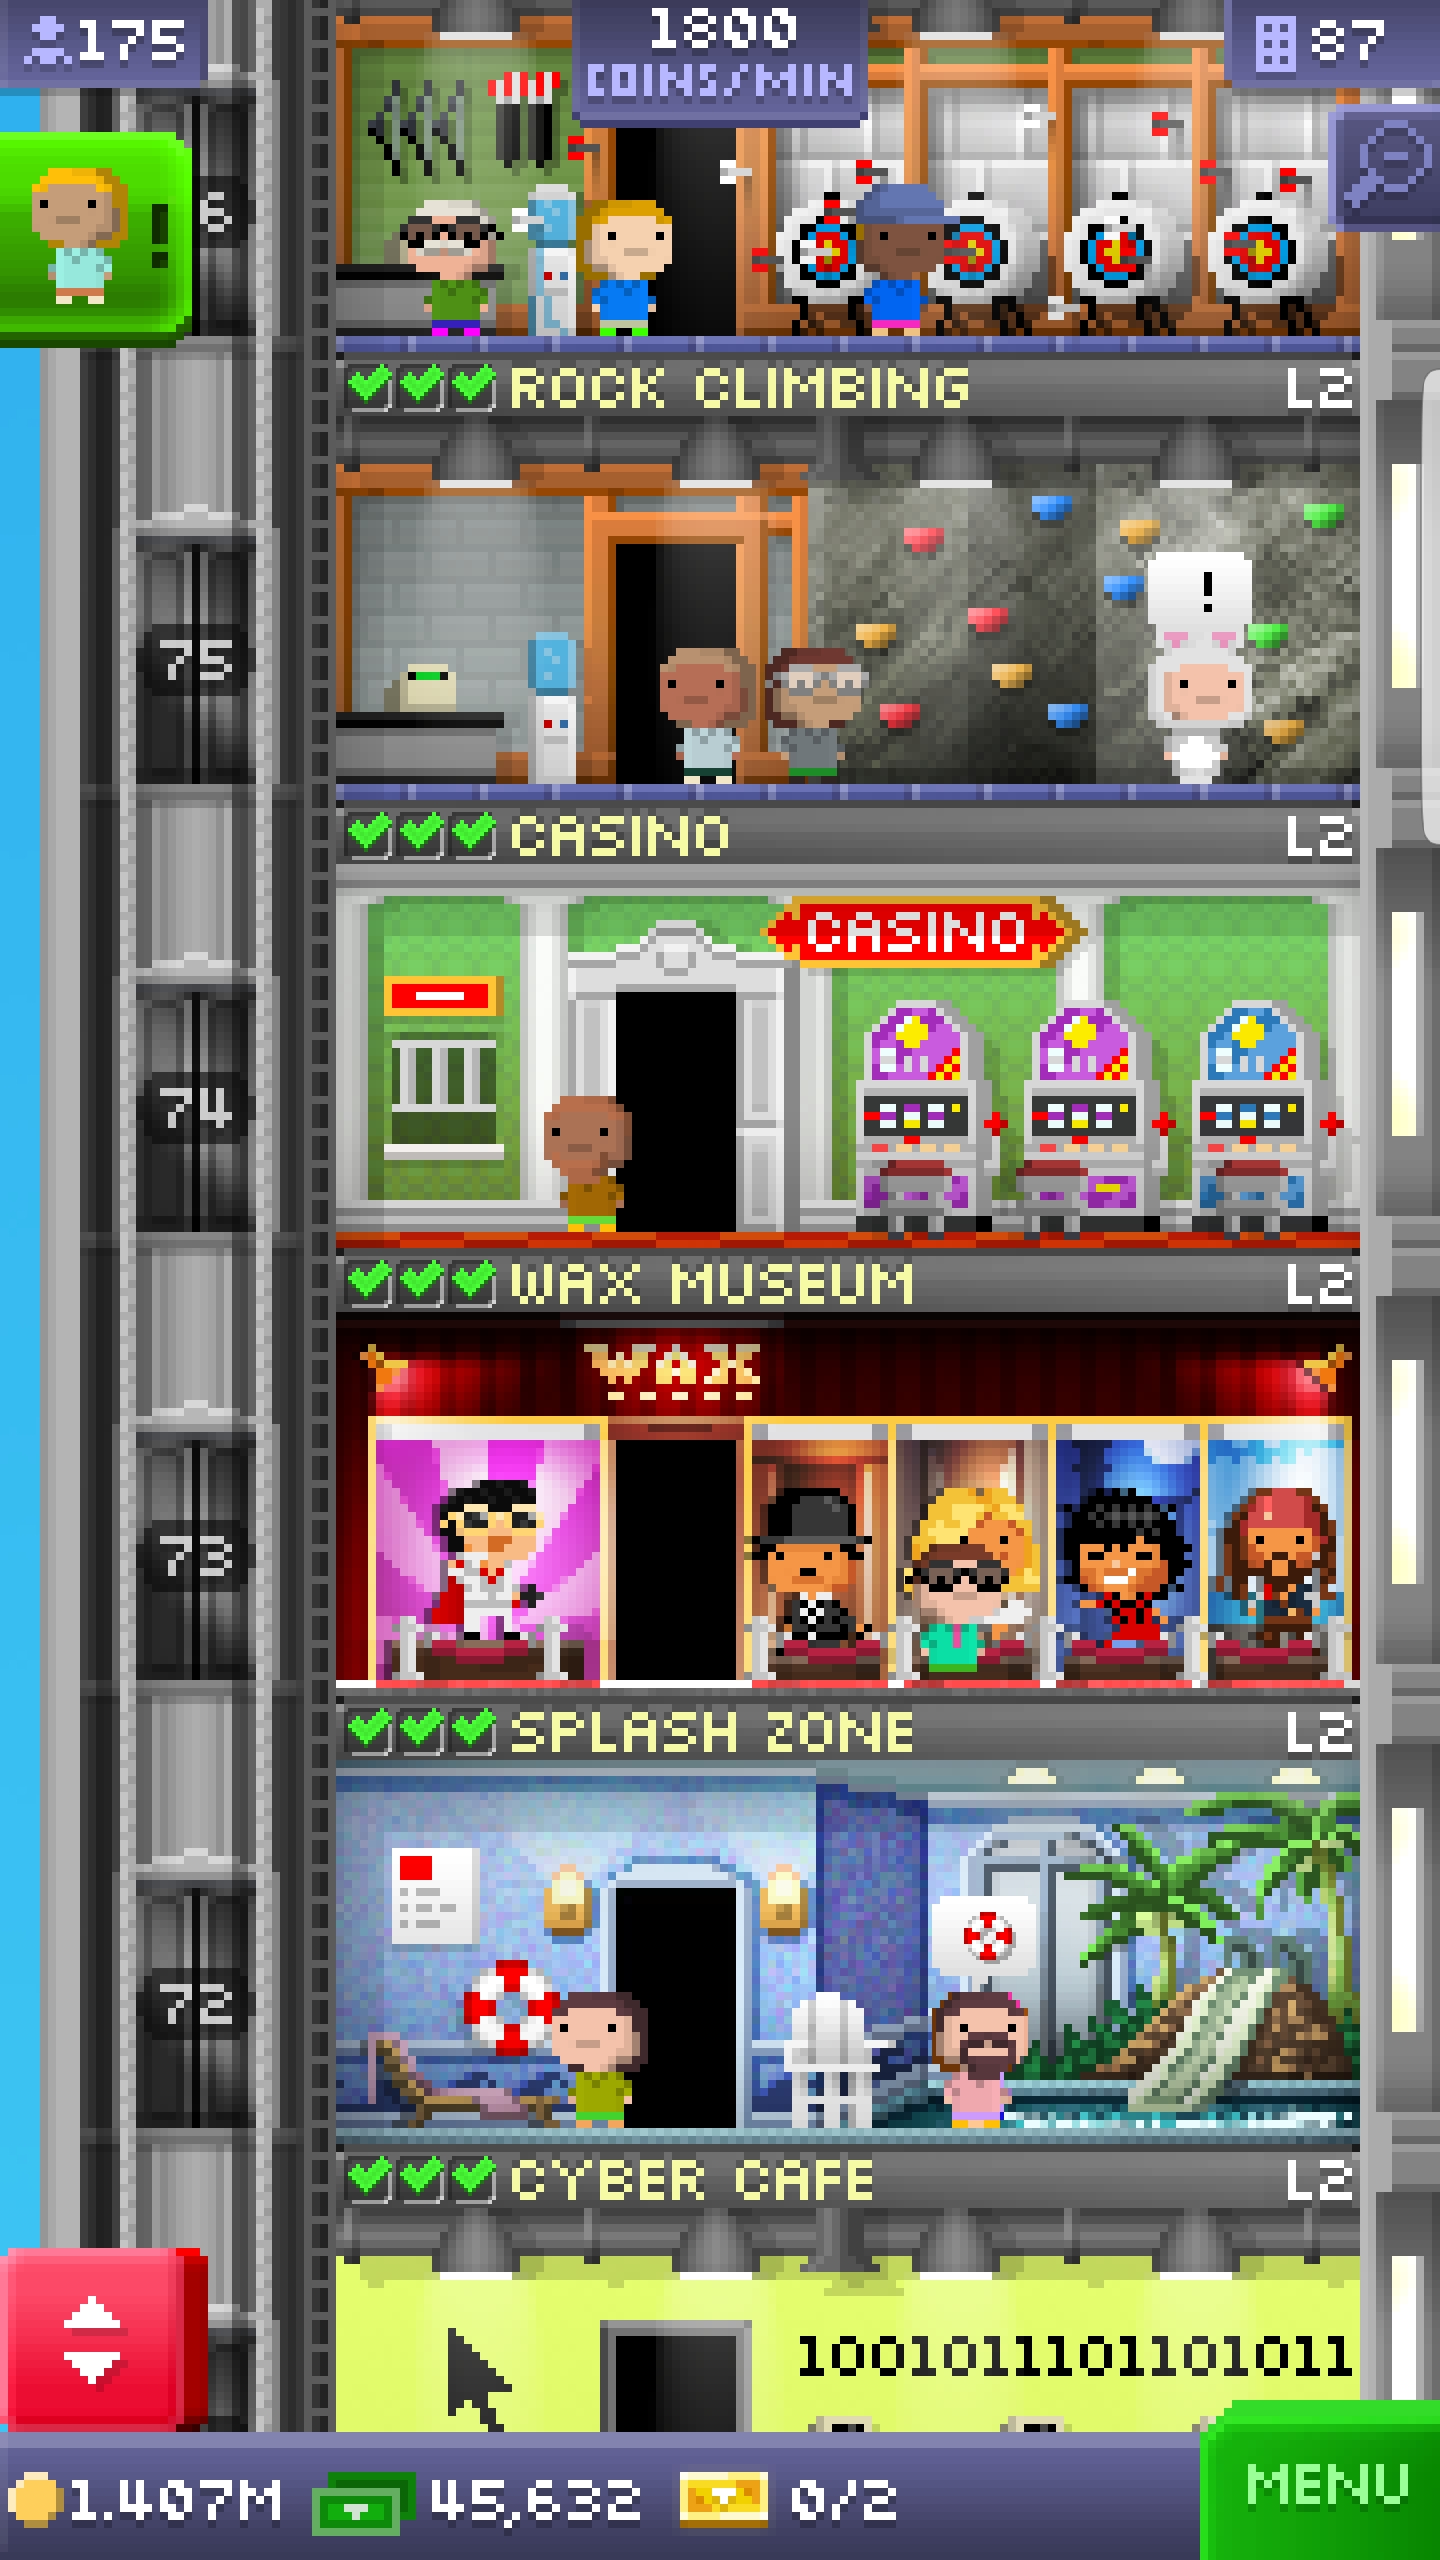 175
1800
COINS/MIN
87
!
ROCK CLIMBING L2
!
75
CASINO L2
CASINO
74
WAX MUSEUM L2
WAX
73
SPLASH ZONE L2
72
CYBER CAFE L2
1001011101101011
1.407M 45,632 0/2
MENU